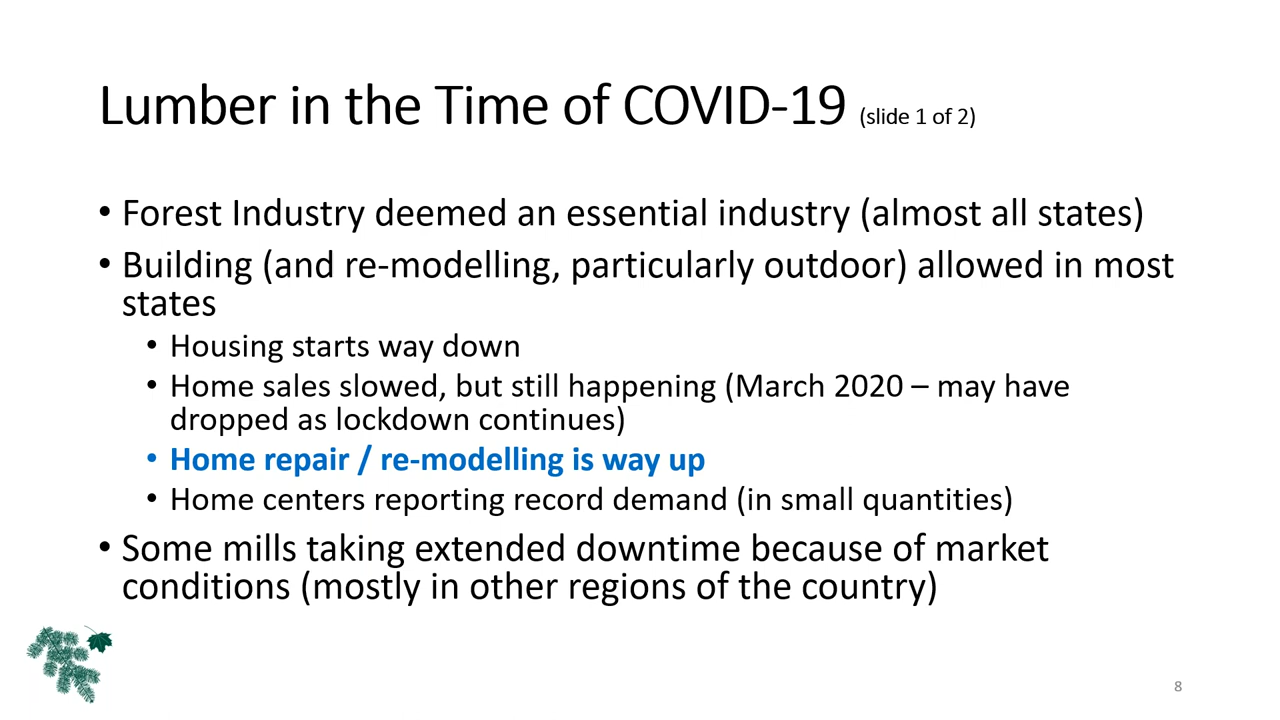 Lumber in the Time of COVID-19 (slide 1 of 2)
• Forest Industry deemed an essential industry (almost all states)
• Building (and re-modelling, particularly outdoor) allowed in most
states
• Housing starts way down
• Home sales slowed, but still happening (March 2020 – may have
dropped as lockdown continues)
• Home repair / re-modelling is way up
• Home centers reporting record demand (in small quantities)
• Some mills taking extended downtime because of market
conditions (mostly in other regions of the country)
8